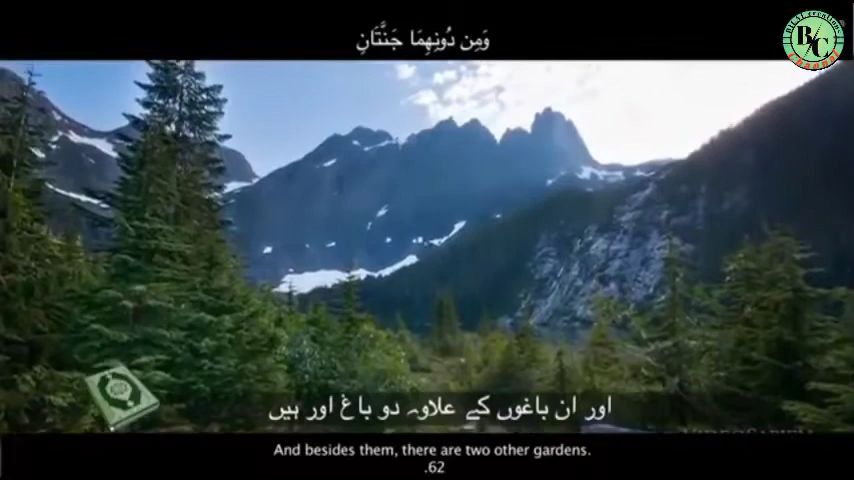 وَمِن دُونِهِمَا جَنَّتَانِ
B/C
Channel
اور ان باغوں کے علاوہ دو باغ اور ہیں
And besides them, there are two other gardens.
.62